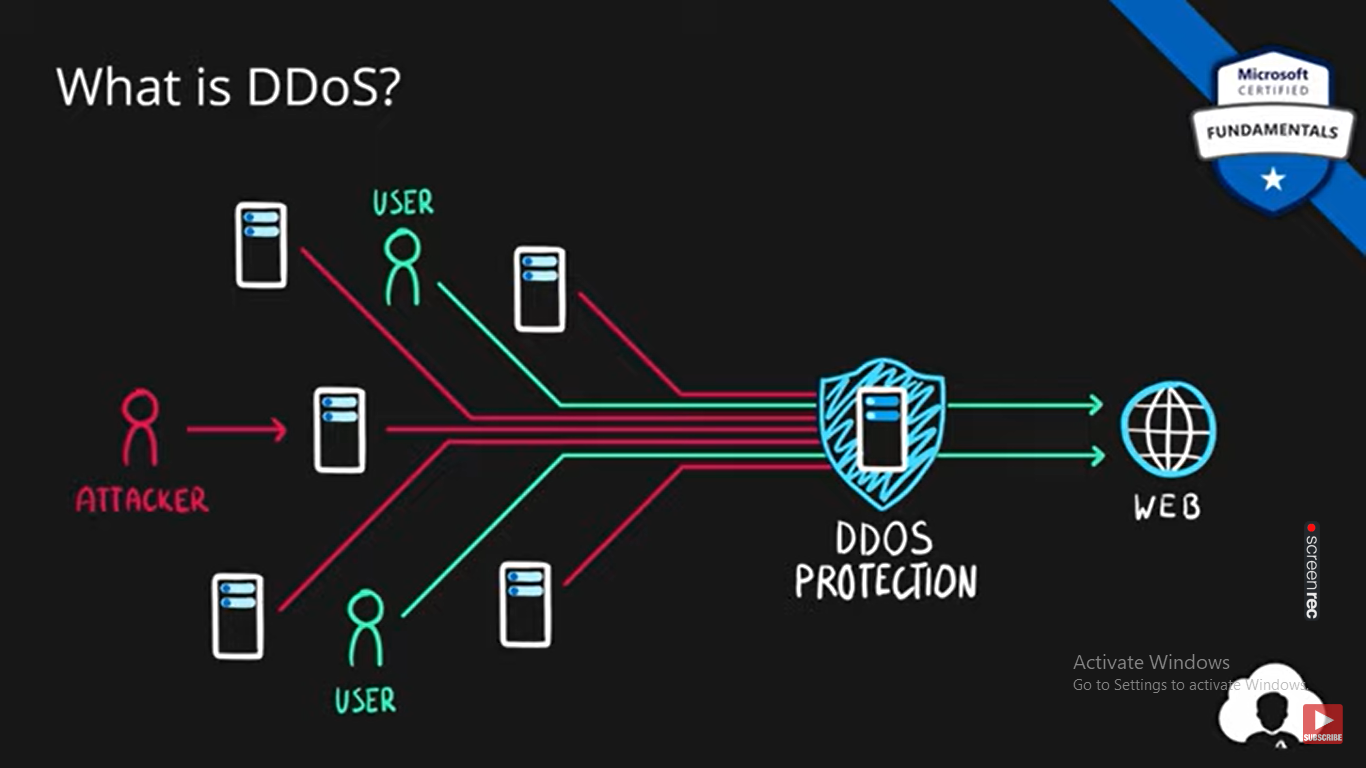 What is DDoS?
Microsoft
CERTIFIED
FUNDAMENTALS
USER
ATTACKER
USER
DDOS
PROTECTION
WEB
screenrec
Activate Windows
Go to Settings to activate Windows.
SUBSCRIBE